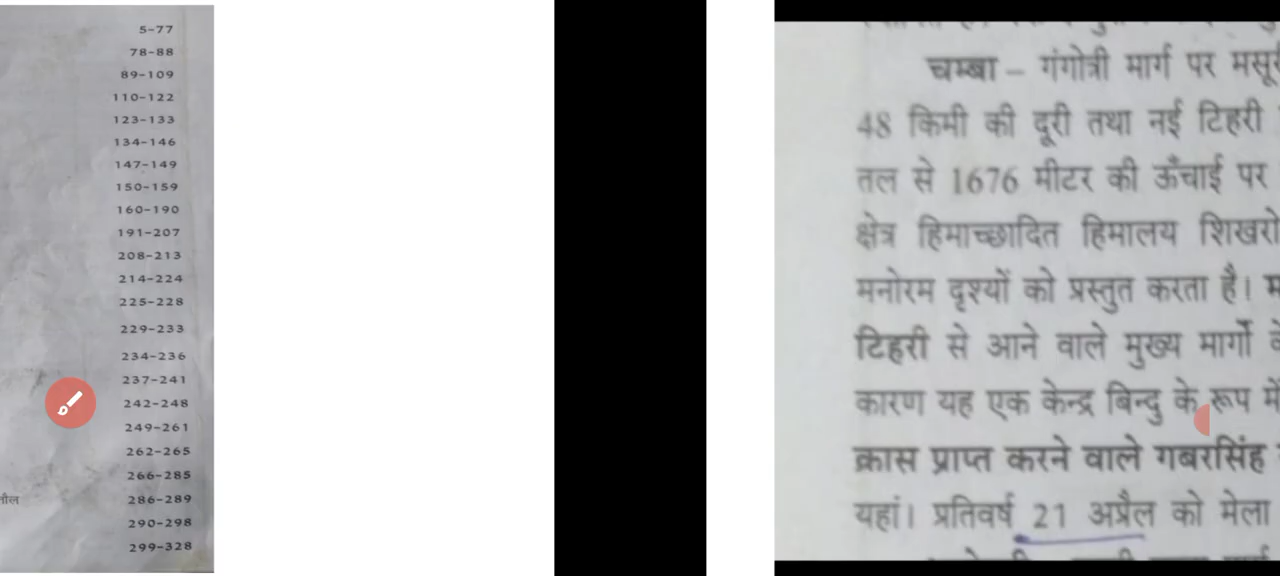 5-77
78-88
89-109
110-122
123-133
134-146
147-149
150-159
160-190
191-207
208-213
214-224
225-228
229-233
234-236
237-241
242-248
249-261
262-265
266-285
286-289
290-298
299-328
चम्बा – गंगोत्री मार्ग पर
48 किमी की दूरी तथा नई टिहरी
तल से 1676 मीटर की ऊँचाई पर
क्षेत्र हिमाच्छादित हिमालय
मनोरम दृश्यों को प्रस्तुत करता है।
टिहरी से आने वाले मुख्य मार्गों
कारण यह एक केन्द्र बिन्दु के रूप में
क्रास प्राप्त करने वाले गबरसिंह
यहां। प्रतिवर्ष 21 अप्रैल को मेला